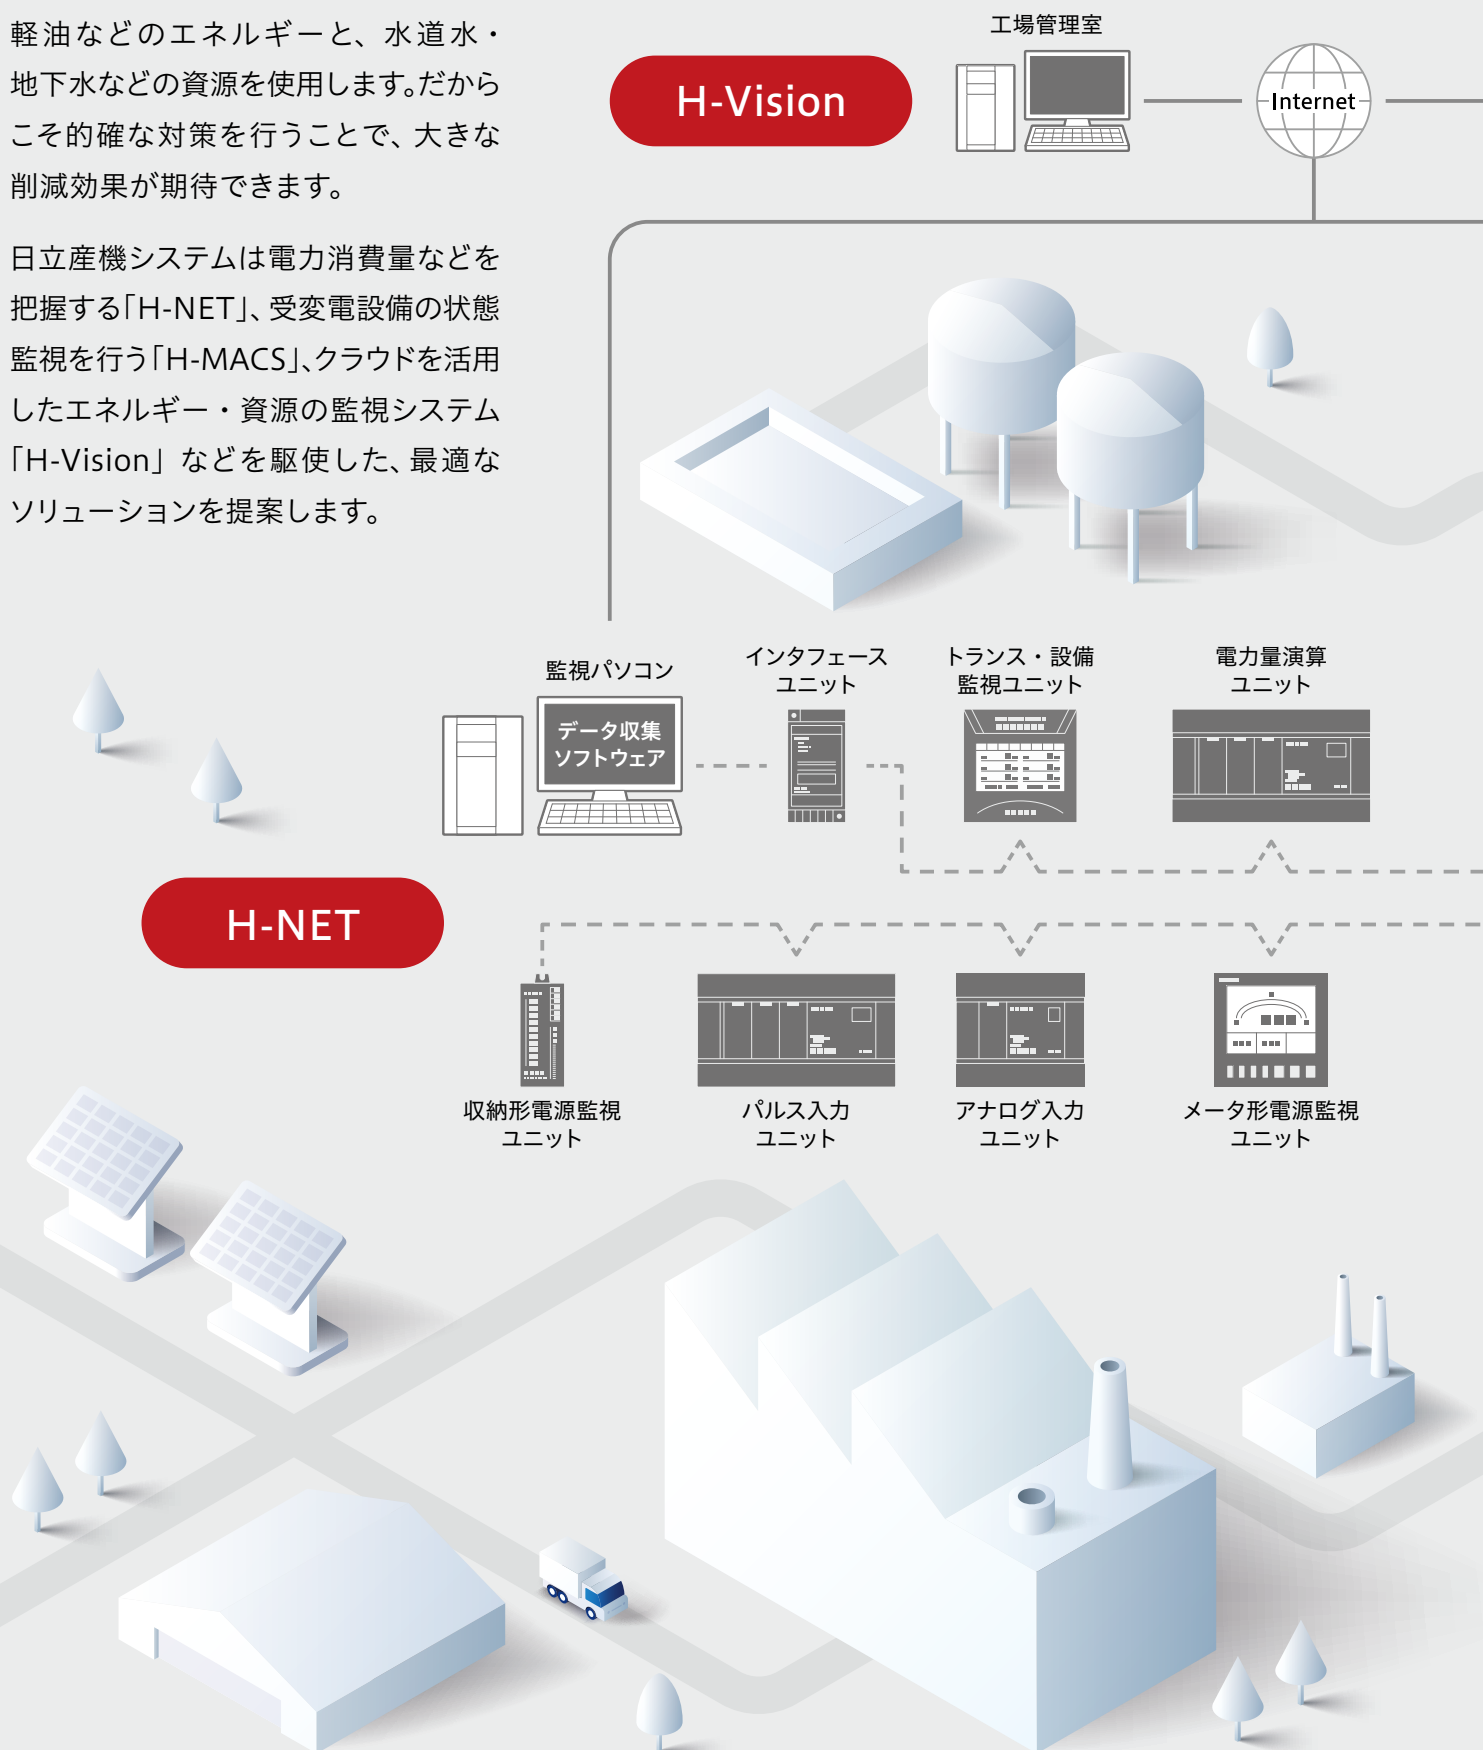 軽油などのエネルギーと、水道水・
地下水などの資源を使用します。だから
こそ的確な対策を行うことで、大きな
削減効果が期待できます。
日立産機システムは電力消費量などを
把握する「H-NET」、受変電設備の状態
監視を行う「H-MACS」、クラウドを活用
したエネルギー・資源の監視システム
「H-Vision」などを駆使した、最適な
ソリューションを提案します。
H-Vision
工場管理室
Internet
監視パソコン
データ収集
ソフトウェア
インタフェース
ユニット
トランス・設備
監視ユニット
電力量演算
ユニット
H-NET
収納形電源監視
ユニット
パルス入力
ユニット
アナログ入力
ユニット
メータ形電源監視
ユニット